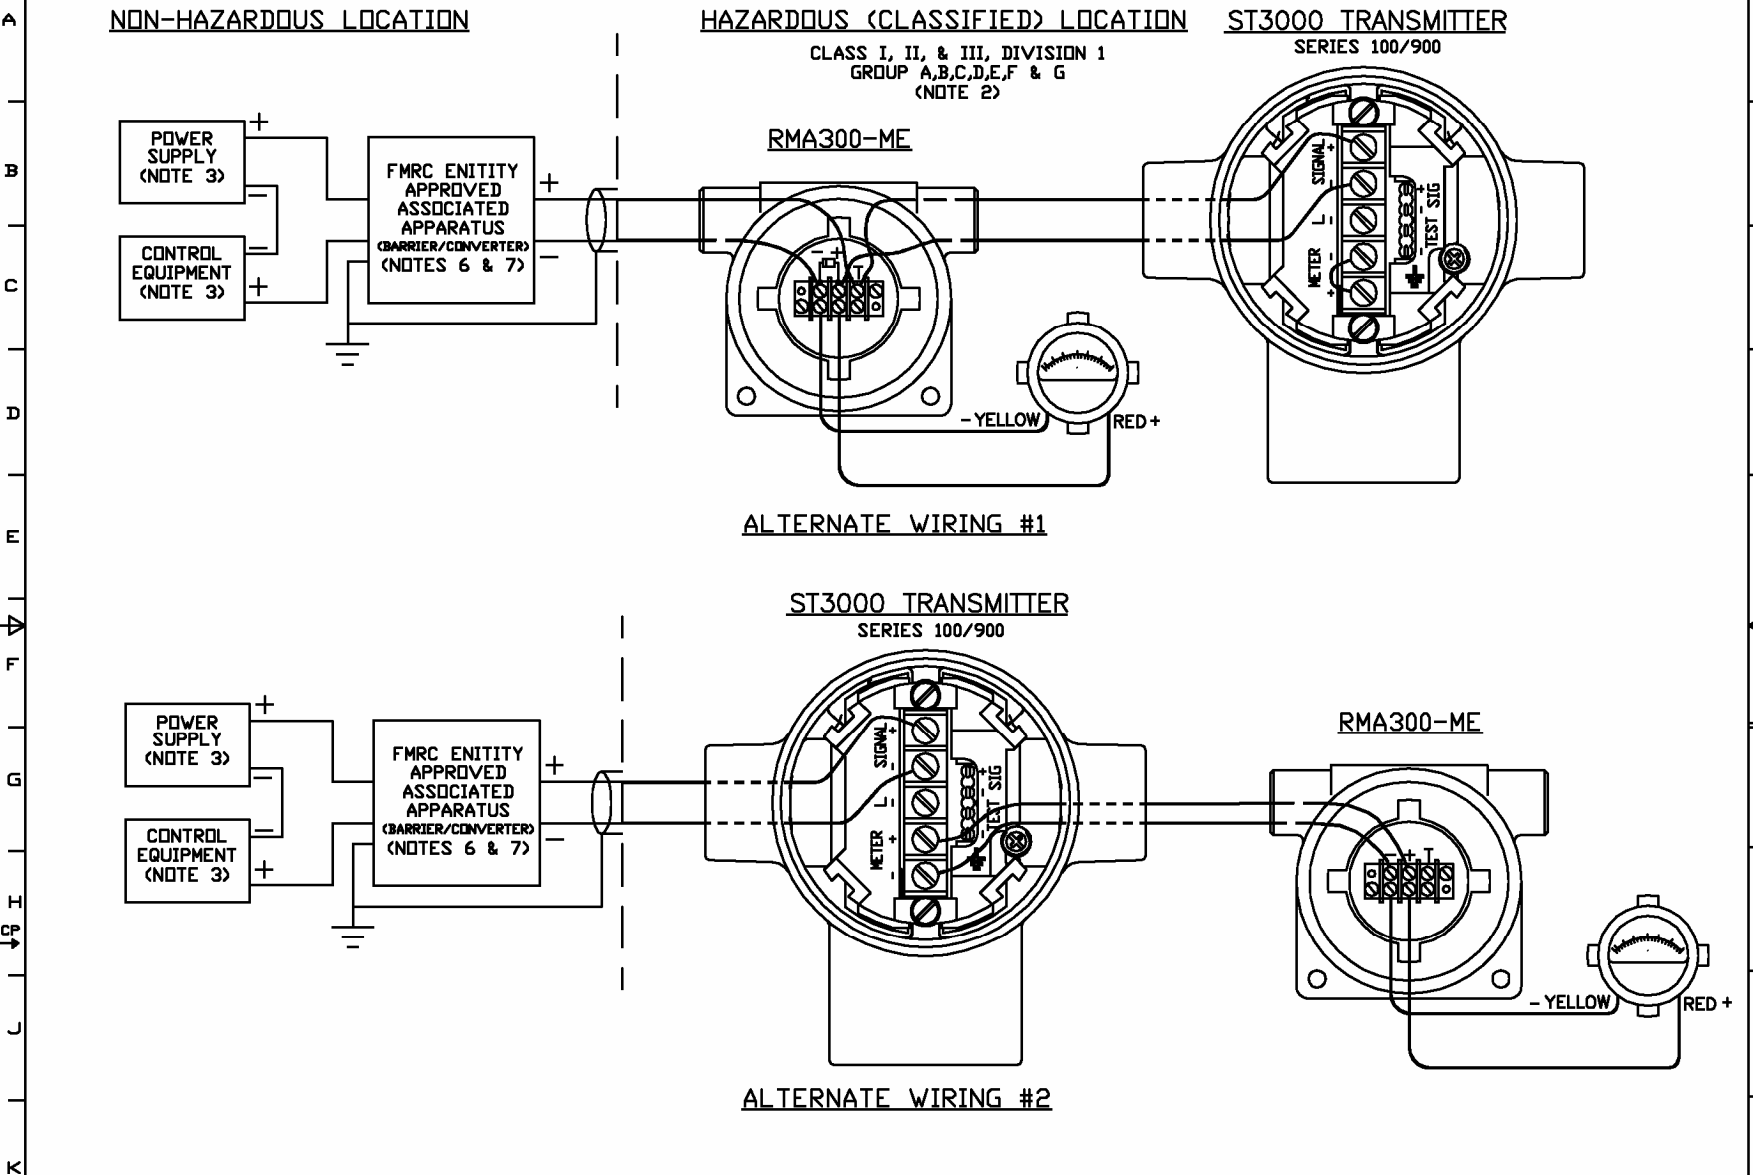 NON-HAZARDOUS LOCATION
HAZARDOUS (CLASSIFIED) LOCATION
CLASS I, II, & III, DIVISION 1
GROUP A,B,C,D,E,F & G
(NOTE 2)
ST3000 TRANSMITTER
SERIES 100/900
RMA300-ME
POWER
SUPPLY
(NOTE 3)
+
-
CONTROL
EQUIPMENT
(NOTE 3)
-
+
FMRC ENITITY
APPROVED
ASSOCIATED
APPARATUS
(BARRIER/CONVERTER)
(NOTES 6 & 7)
+
-
- + T
- YELLOW
RED +
SIGNAL
+
-
L-
METER
-
+
+ TEST SIG -
ALTERNATE WIRING #1
ST3000 TRANSMITTER
SERIES 100/900
RMA300-ME
POWER
SUPPLY
(NOTE 3)
+
-
CONTROL
EQUIPMENT
(NOTE 3)
-
+
FMRC ENITITY
APPROVED
ASSOCIATED
APPARATUS
(BARRIER/CONVERTER)
(NOTES 6 & 7)
+
-
SIGNAL
+
-
L-
METER
+
-
TEST SIG -
- + T
- YELLOW
RED +
ALTERNATE WIRING #2
A
B
C
D
E
F
G
H
CP
J
K